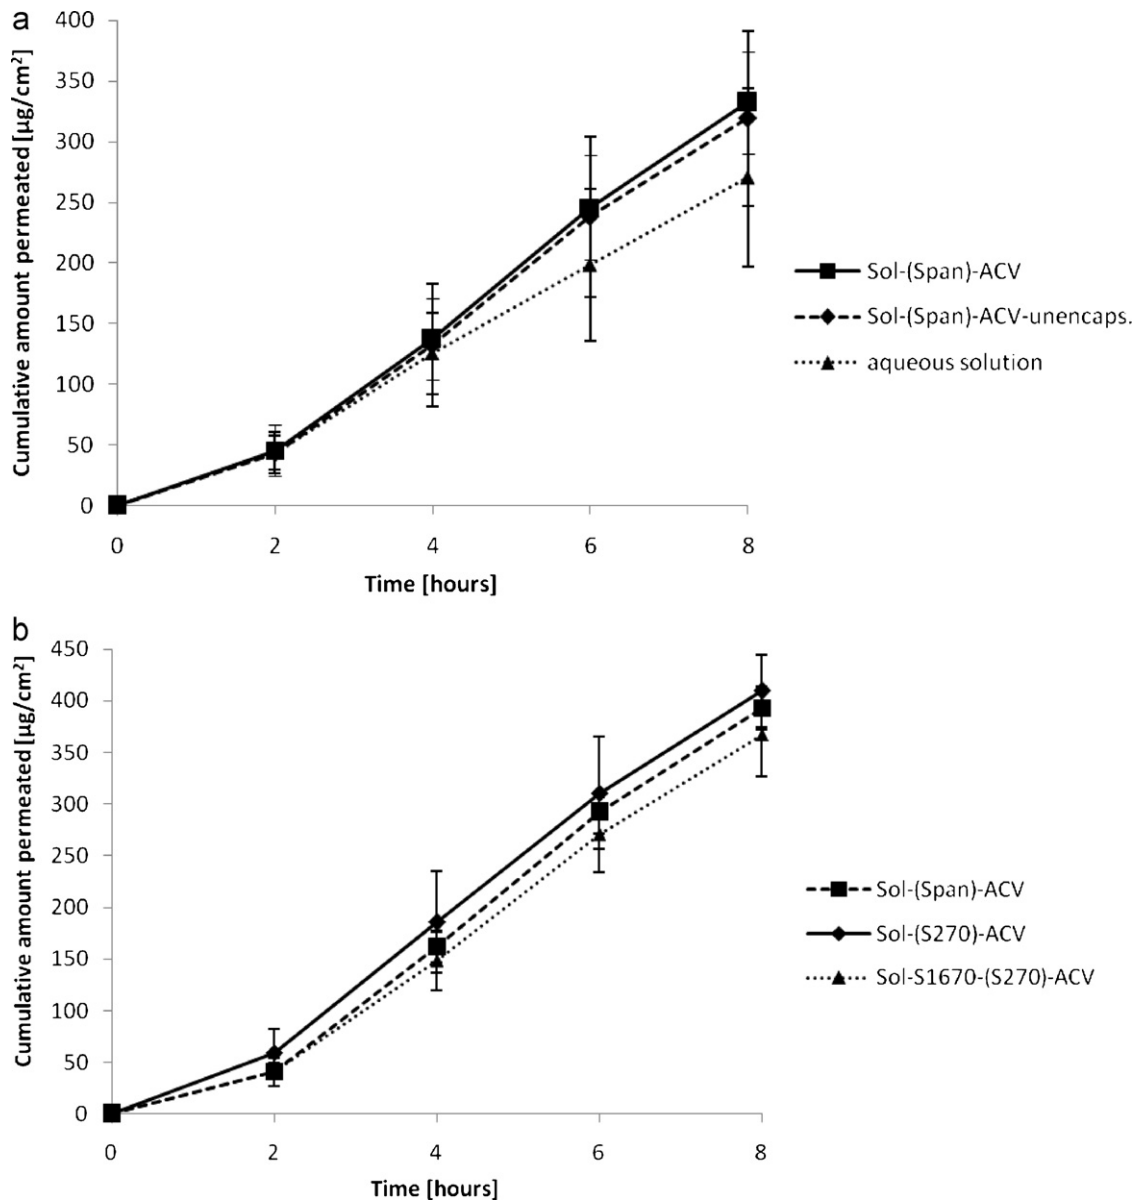 a
Cumulative amount permeated [µg/cm²]
400
350
300
250
200
150
100
50
0
0 2 4 6 8
Time [hours]
Sol-(Span)-ACV
Sol-(Span)-ACV-unencaps.
aqueous solution
b
Cumulative amount permeated [µg/cm²]
450
400
350
300
250
200
150
100
50
0
0 2 4 6 8
Time [hours]
Sol-(Span)-ACV
Sol-(S270)-ACV
Sol-S1670-(S270)-ACV